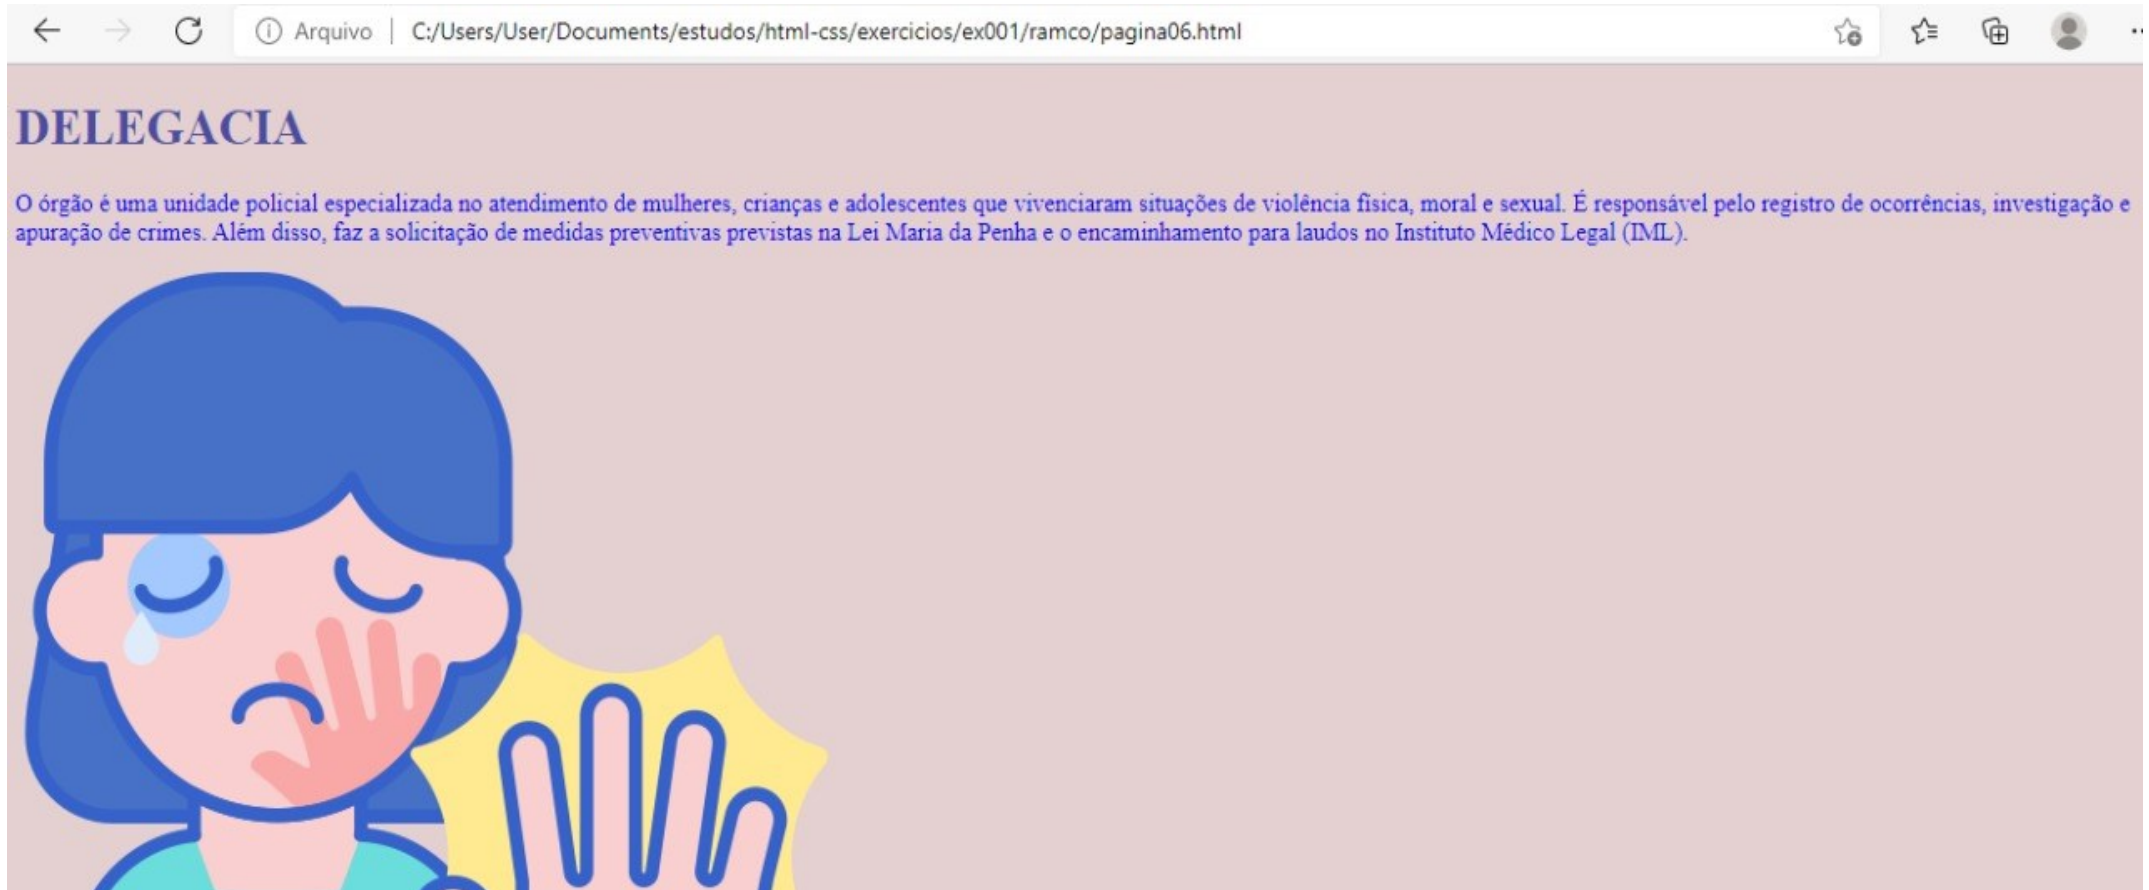 Arquivo | C:/Users/User/Documents/estudos/html-css/exercicios/ex001/ramco/pagina06.html
DELEGACIA
O órgão é uma unidade policial especializada no atendimento de mulheres, crianças e adolescentes que vivenciaram situações de violência física, moral e sexual. É responsável pelo registro de ocorrências, investigação e
apuração de crimes. Além disso, faz a solicitação de medidas preventivas previstas na Lei Maria da Penha e o encaminhamento para laudos no Instituto Médico Legal (IML).